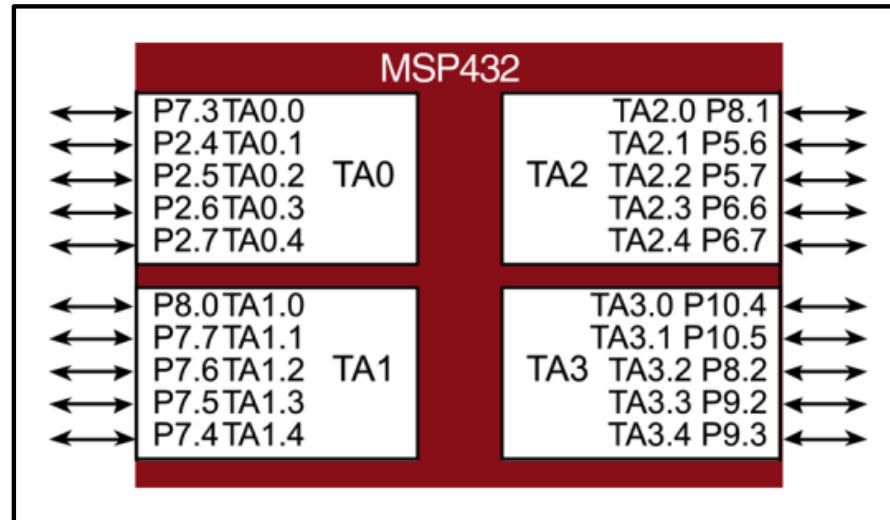 MSP432
P7.3 TA0.0
P2.4 TA0.1
P2.5 TA0.2
P2.6 TA0.3
P2.7 TA0.4
TA0
TA2.0 P8.1
TA2.1 P5.6
TA2.2 P5.7
TA2.3 P6.6
TA2.4 P6.7
TA2
P8.0 TA1.0
P7.7 TA1.1
P7.6 TA1.2
P7.5 TA1.3
P7.4 TA1.4
TA1
TA3.0 P10.4
TA3.1 P10.5
TA3.2 P8.2
TA3.3 P9.2
TA3.4 P9.3
TA3